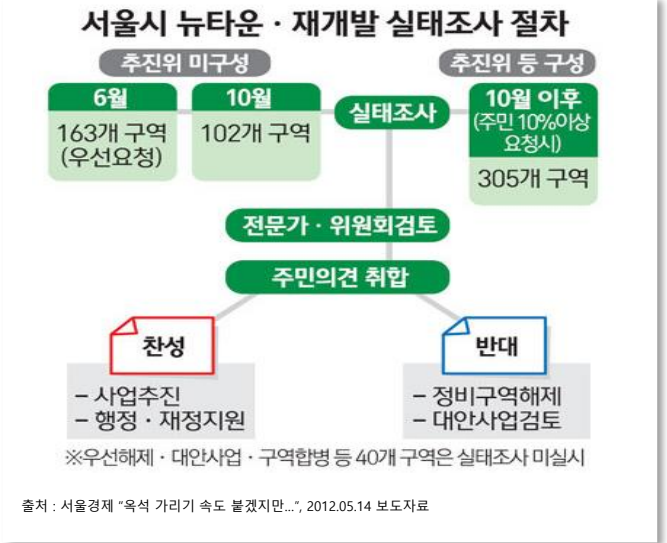 서울시 뉴타운 · 재개발 실태조사 절차
추진위 미구성
추진위 등 구성
6월
163개 구역
(우선요청)
10월
102개 구역
실태조사
10월 이후
(주민 10%이상
요청시)
305개 구역
전문가 · 위원회검토
주민의견 취합
찬성
- 사업추진
- 행정 · 재정지원
반대
- 정비구역해제
- 대안사업검토
※우선해제 · 대안사업 · 구역합병 등 40개 구역은 실태조사 미실시
출처 : 서울경제 “옥석 가리기 속도 붙겠지만...”, 2012.05.14 보도자료